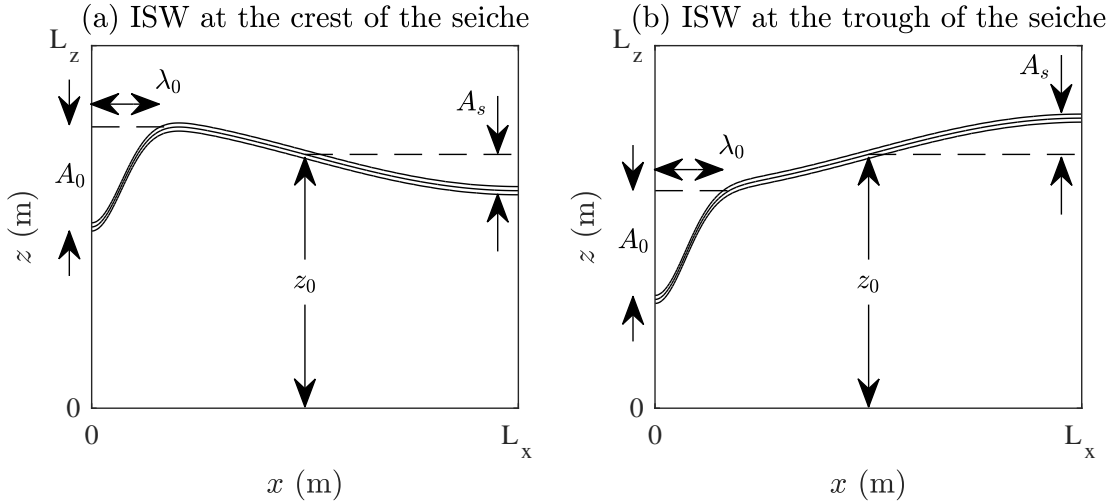 (a) ISW at the crest of the seiche
L_z
λ_0
A_s
A_0
z (m)
z_0
0
0
L_x
x (m)
(b) ISW at the trough of the seiche
L_z
A_s
λ_0
A_0
z (m)
z_0
0
0
L_x
x (m)